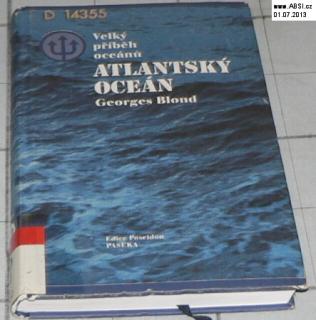 www.ABSI.cz
01.07.2013
D 14355
Velký
příběh
oceánů
ATLANTSKÝ
OCEÁN
Georges Blond
Edice Poseidon
PASEKA